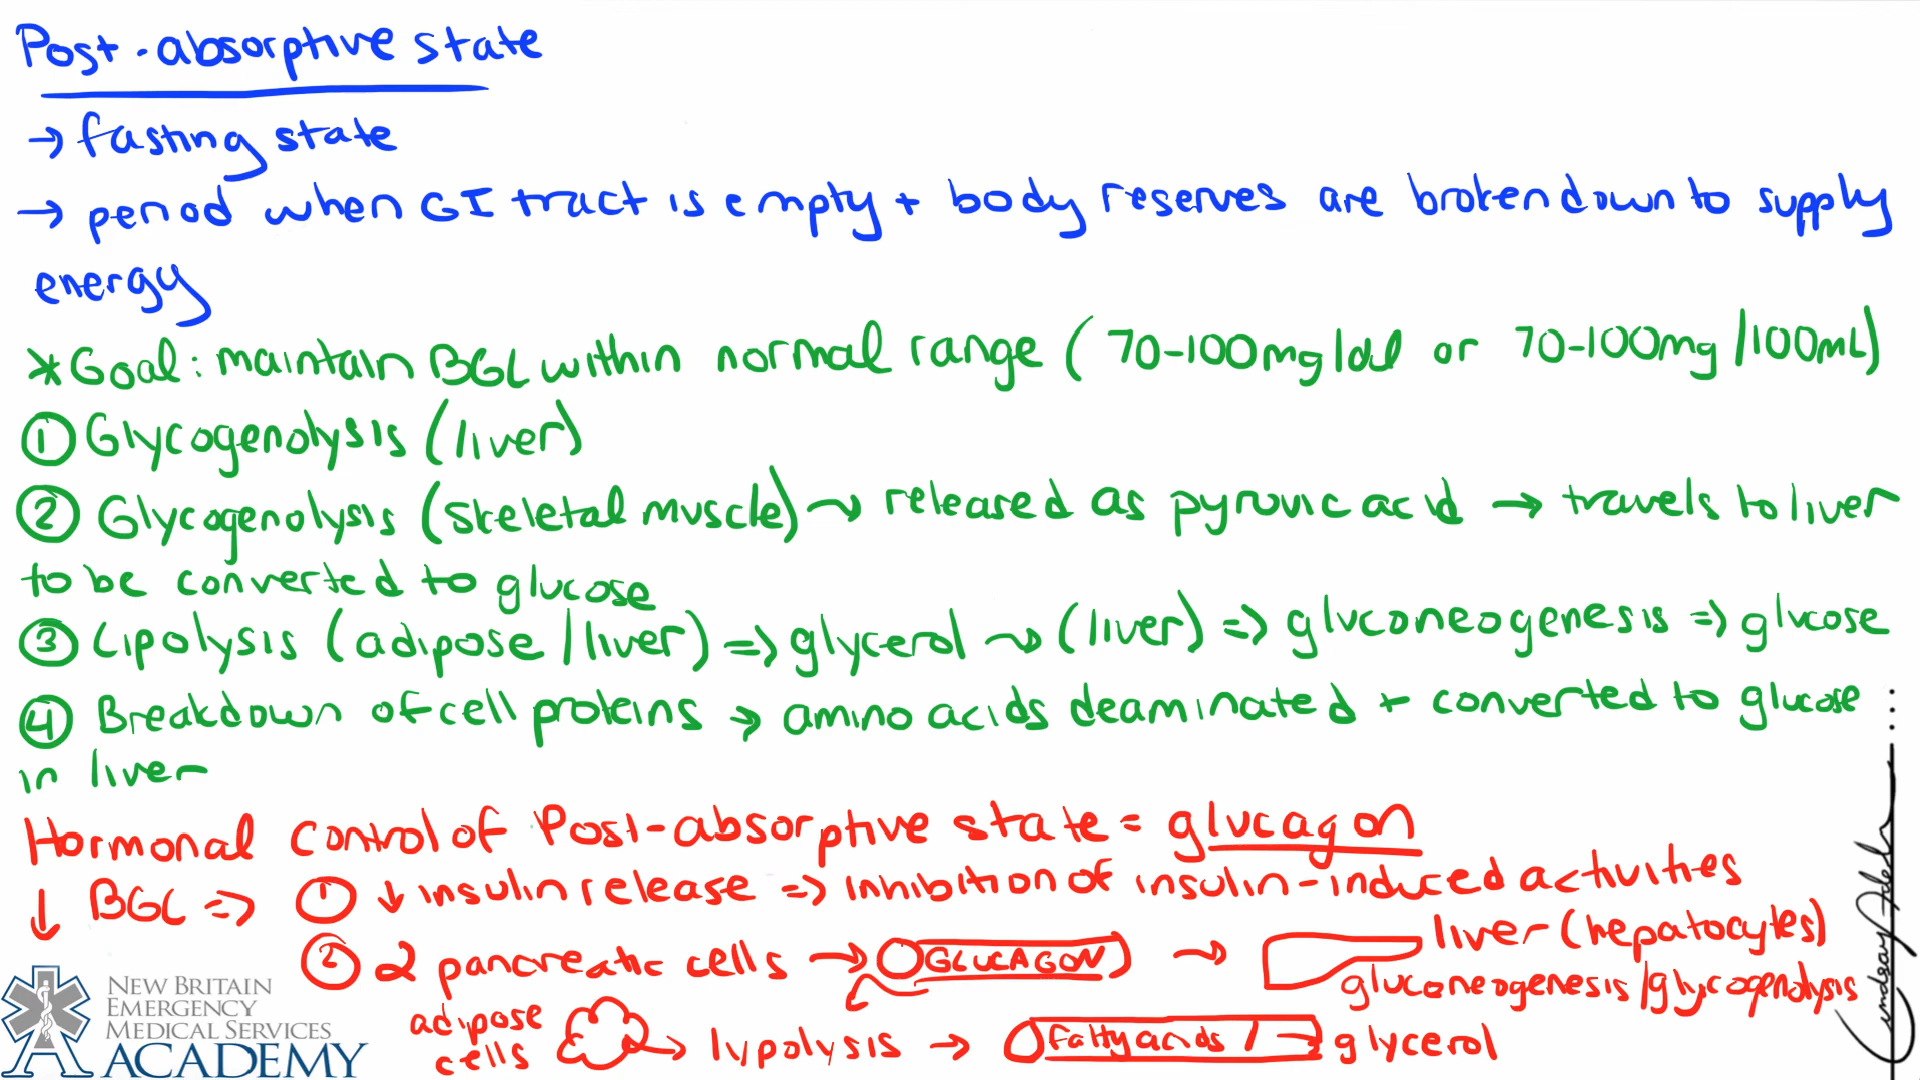 Post-absorptive state
→ fasting state
→ period when GI tract is empty + body reserves are broken down to supply
energy
*Goal: maintain BGL within normal range (70-100mg/dl or 70-100mg/100mL)
① Glycogenolysis (liver)
② Glycogenolysis (skeletal muscle) → released as pyruvic acid → travels to liver
to be converted to glucose
③ Lipolysis (adipose/liver) => glycerol → (liver) => gluconeogenesis => glucose
④ Breakdown of cell proteins → amino acids deaminated + converted to glucose
in liver
Hormonal control of Post-absorptive state = glucagon
↓ BGL => ① ↓ insulin release => inhibition of insulin-induced activities
② α pancreatic cells → GLUCAGON → liver (hepatocytes)
gluconeogenesis/glycogenolysis
adipose
cells → lypolysis → Fatty acids / → glycerol
NEW BRITAIN
EMERGENCY
MEDICAL SERVICES
ACADEMY
Lindsay Adeln...